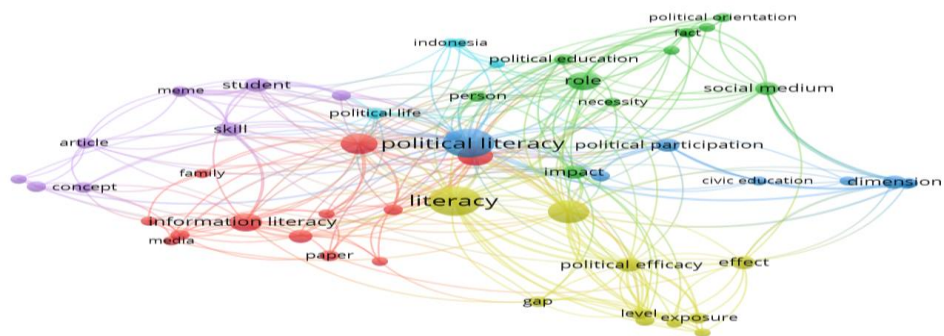 political orientation
fact
indonesia
political education
role
student
meme
person
social medium
necessity
political life
skill
article
political literacy
political participation
impact
family
civic education
dimension
concept
literacy
information literacy
media
paper
political efficacy
effect
gap
level
exposure